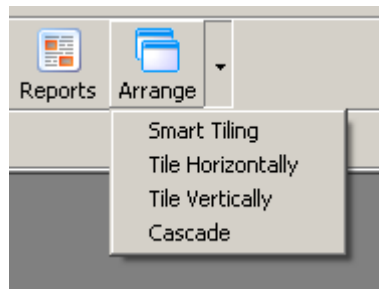 Reports Arrange
Smart Tiling
Tile Horizontally
Tile Vertically
Cascade